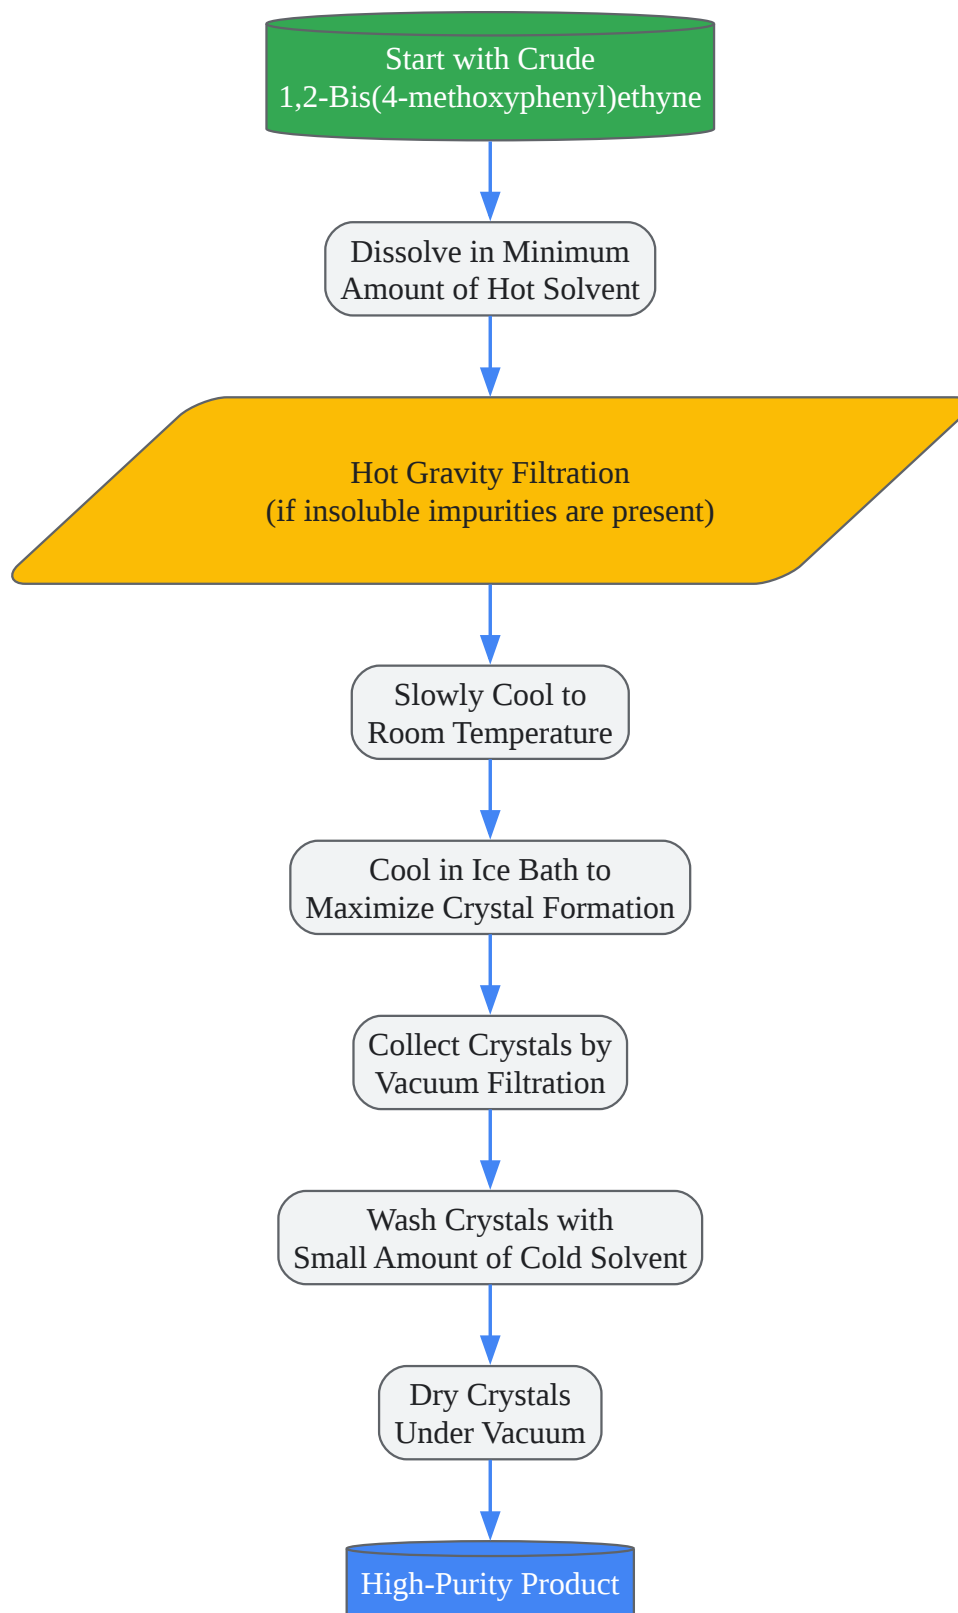 Start with Crude
1,2-Bis(4-methoxyphenyl)ethyne
Dissolve in Minimum
Amount of Hot Solvent
Hot Gravity Filtration
(if insoluble impurities are present)
Slowly Cool to
Room Temperature
Cool in Ice Bath to
Maximize Crystal Formation
Collect Crystals by
Vacuum Filtration
Wash Crystals with
Small Amount of Cold Solvent
Dry Crystals
Under Vacuum
High-Purity Product